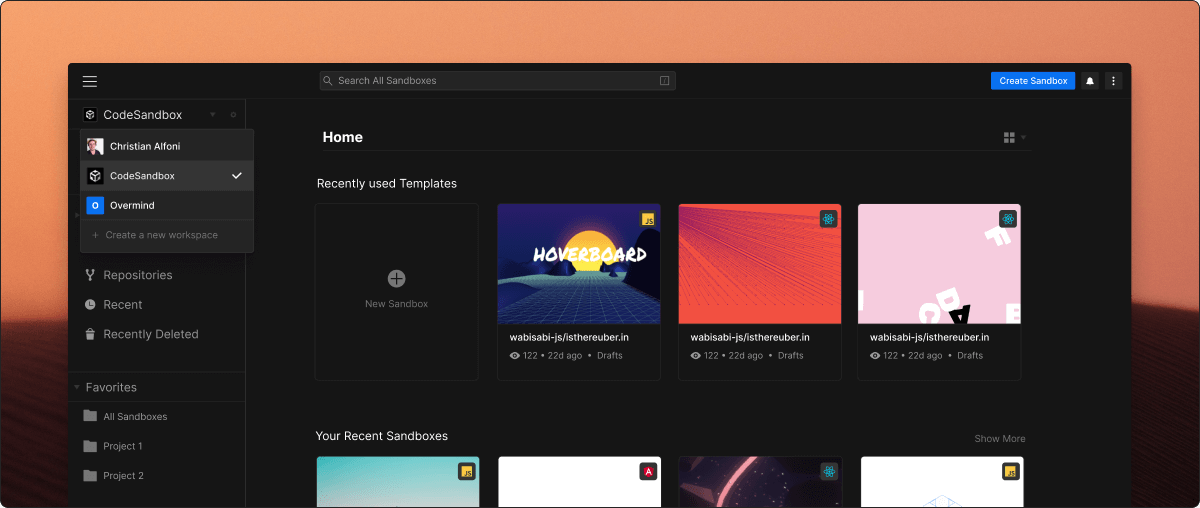 Search All Sandboxes
/
Create Sandbox
CodeSandbox
Christian Alfoni
CodeSandbox
O Overmind
+ Create a new workspace
Repositories
Recent
Recently Deleted
Favorites
All Sandboxes
Project 1
Project 2
Home
Recently used Templates
New Sandbox
JS
HOVERBOARD
wabisabi-js/isthereuber.in
122 • 22d ago • Drafts
wabisabi-js/isthereuber.in
122 • 22d ago • Drafts
F
D
C
A
E
wabisabi-js/isthereuber.in
122 • 22d ago • Drafts
Your Recent Sandboxes
Show More
JS
A
JS